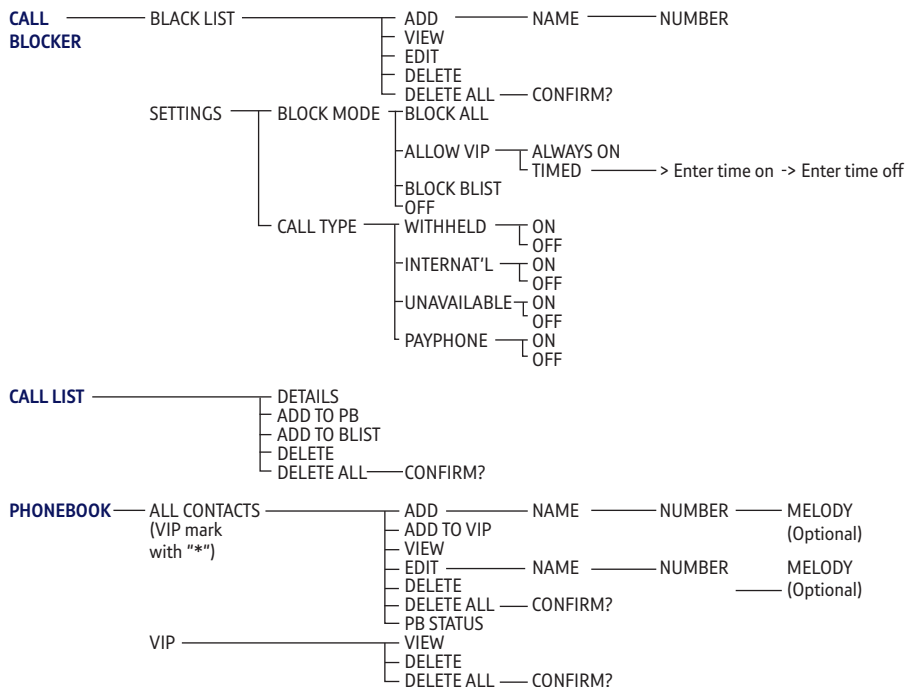 CALL BLACK LIST ADD NAME NUMBER
BLOCKER VIEW
EDIT
DELETE
DELETE ALL CONFIRM?
SETTINGS BLOCK MODE BLOCK ALL
ALLOW VIP ALWAYS ON
TIMED > Enter time on -> Enter time off
BLOCK BLIST
OFF
CALL TYPE WITHHELD ON
OFF
INTERNAT'L ON
OFF
UNAVAILABLE ON
OFF
PAYPHONE ON
OFF
CALL LIST DETAILS
ADD TO PB
ADD TO BLIST
DELETE
DELETE ALL CONFIRM?
PHONEBOOK ALL CONTACTS ADD NAME NUMBER MELODY
(VIP mark ADD TO VIP (Optional)
with "*") VIEW
EDIT NAME NUMBER MELODY
DELETE (Optional)
DELETE ALL CONFIRM?
PB STATUS
VIP VIEW
DELETE
DELETE ALL CONFIRM?